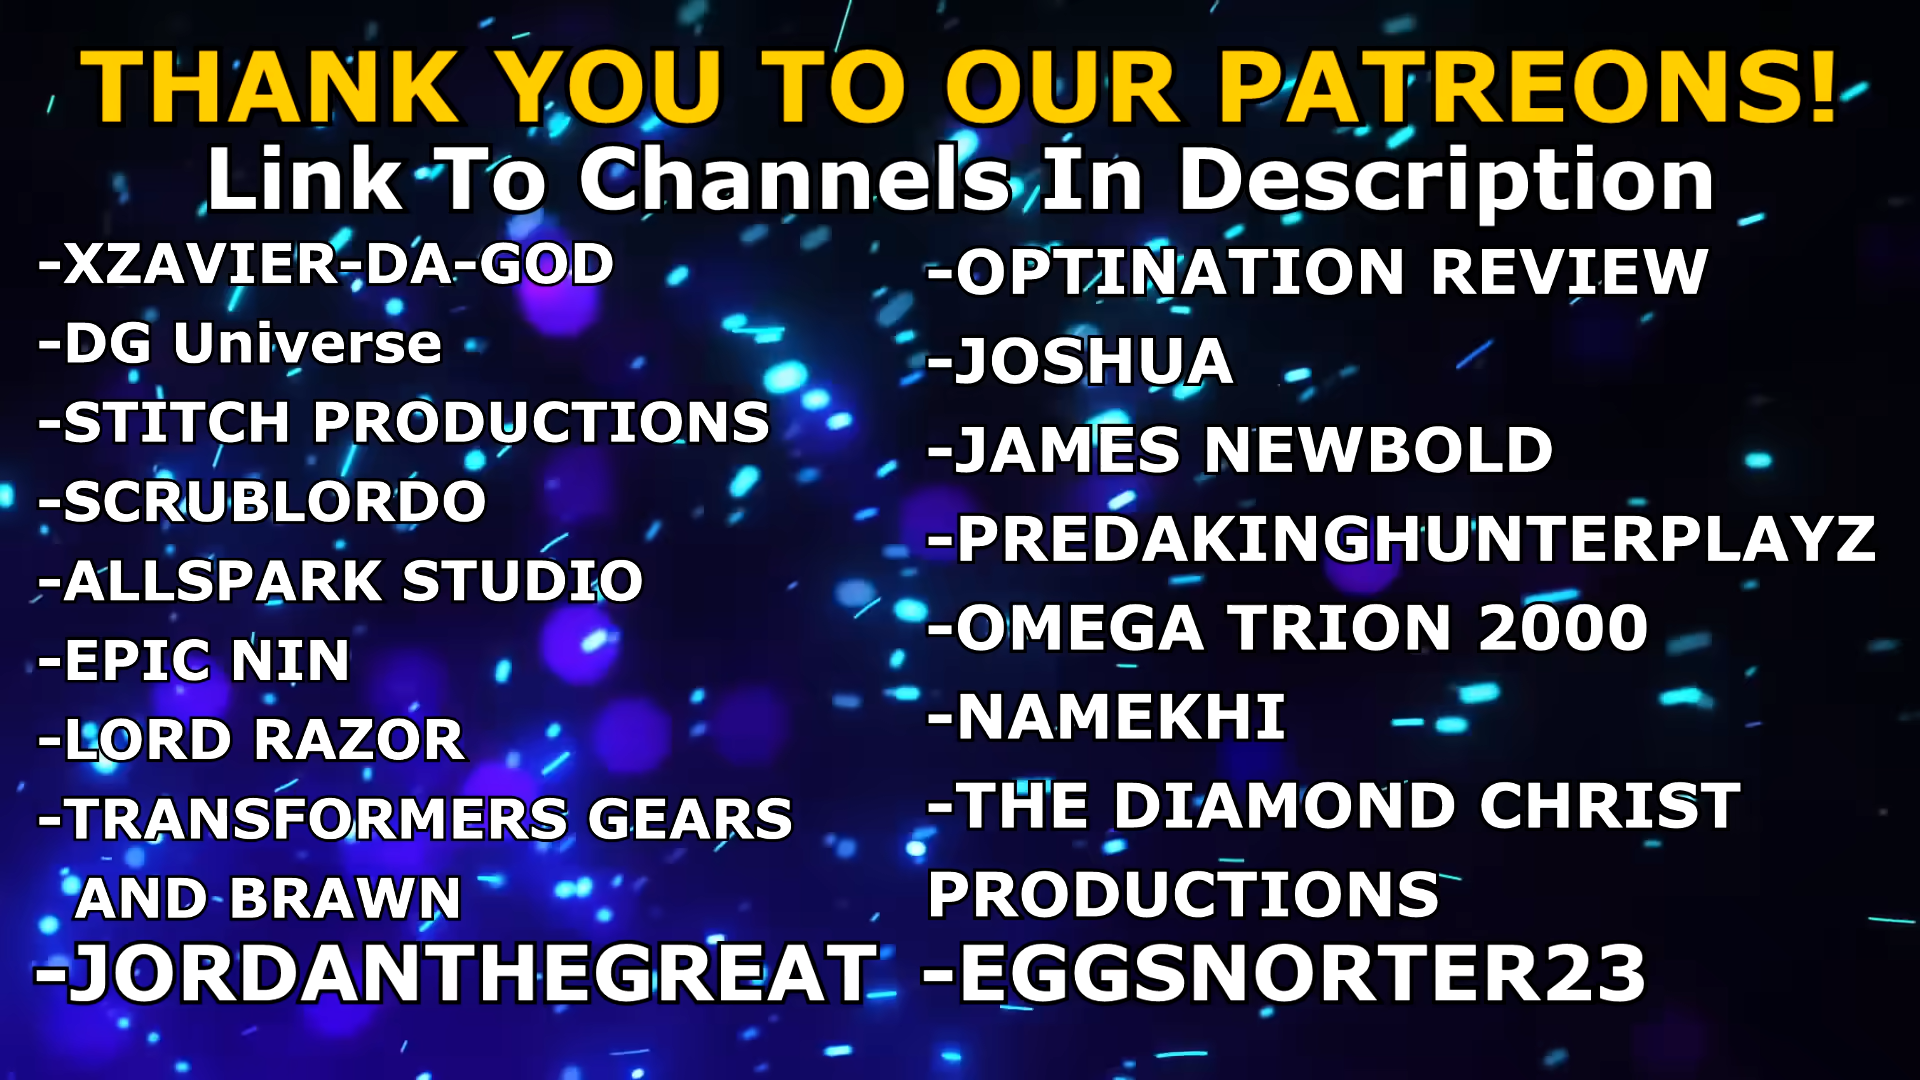 THANK YOU TO OUR PATREONS!
Link To Channels In Description
-XZAVIER-DA-GOD
-DG Universe
-STITCH PRODUCTIONS
-SCRUBLORDO
-ALLSPARK STUDIO
-EPIC NIN
-LORD RAZOR
-TRANSFORMERS GEARS
AND BRAWN
-JORDANTHEGREAT
-OPTINATION REVIEW
-JOSHUA
-JAMES NEWBOLD
-PREDAKINGHUNTERPLAYZ
-OMEGA TRION 2000
-NAMEKHI
-THE DIAMOND CHRIST
PRODUCTIONS
-EGGSNORTER23